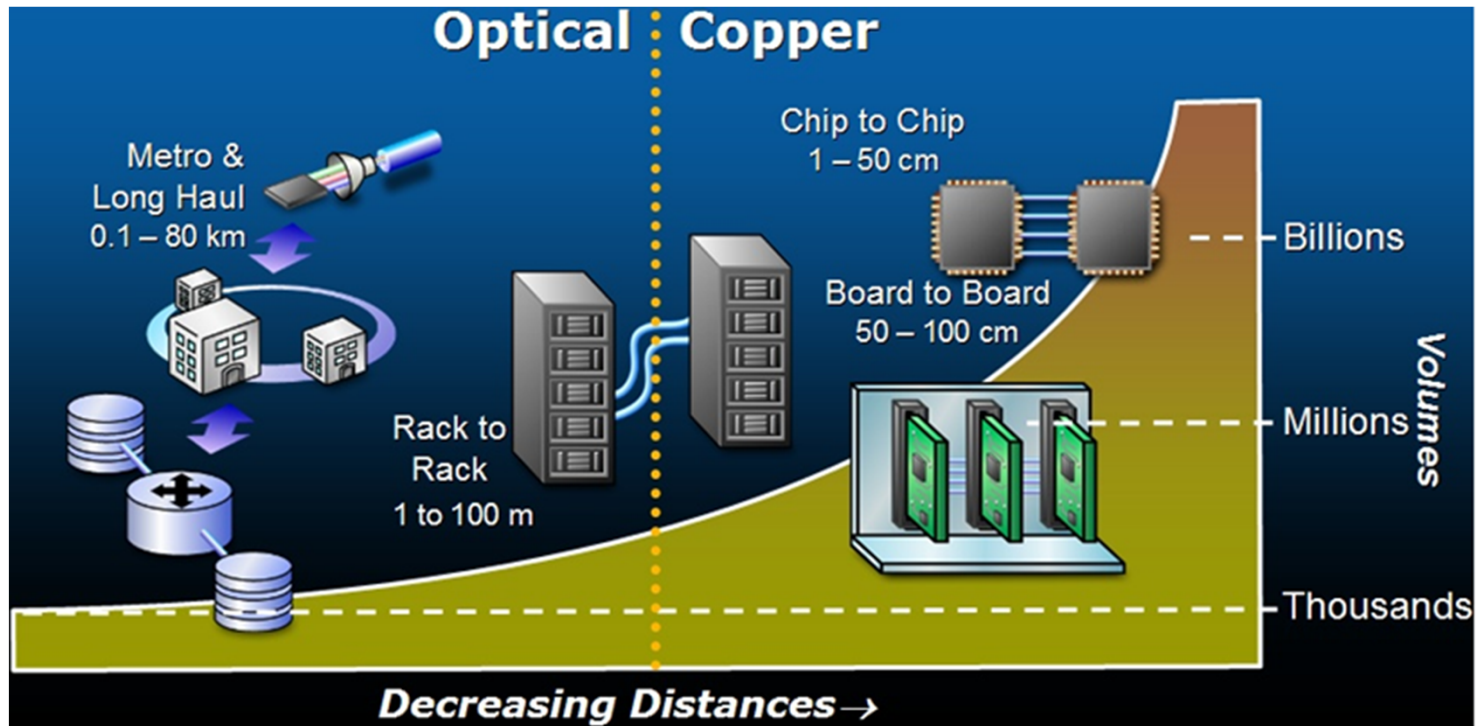 Optical
Copper
Metro &
Long Haul
0.1 – 80 km
Chip to Chip
1 – 50 cm
Board to Board
50 – 100 cm
Rack to
Rack
1 to 100 m
Billions
Millions
Thousands
Volumes
Decreasing Distances→